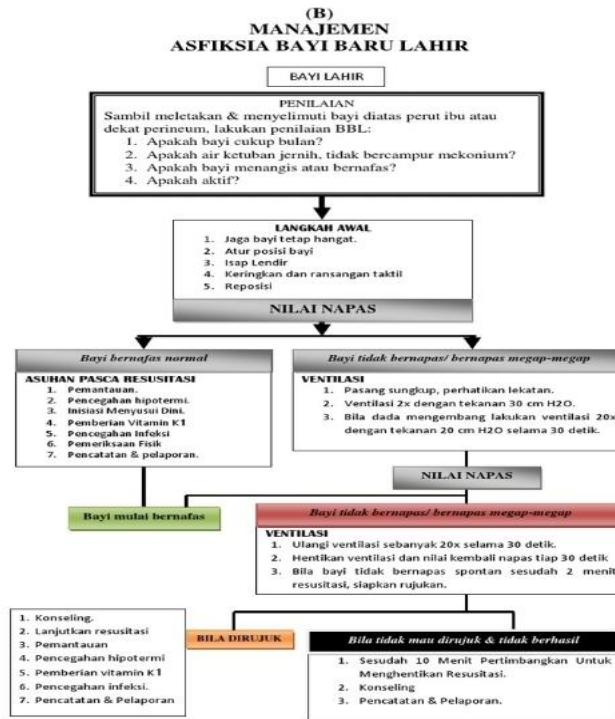 (B)
MANAJEMEN
ASFIKSIA BAYI BARU LAHIR
BAYI LAHIR
PENILAIAN
Sambil meletakan & menyelimuti bayi diatas perut ibu atau
dekat perineum, lakukan penilaian BBL:
1. Apakah bayi cukup bulan?
2. Apakah air ketuban jernih, tidak bercampur mekonium?
3. Apakah bayi menangis atau bernafas?
4. Apakah aktif?
LANGKAH AWAL
1. Jaga bayi tetap hangat.
2. Atur posisi bayi
3. Isap Lendir
4. Keringkan dan ransangan taktil
5. Reposisi
NILAI NAPAS
Bayi bernafas normal
ASUHAN PASCA RESUSITASI
1. Pemantauan.
2. Pencegahan hipotermi.
3. Inisiasi Menyusui Dini.
4. Pemberian Vitamin K1
5. Pencegahan Infeksi
6. Pemeriksaan Fisik
7. Pencatatan & pelaporan.
Bayi tidak bernapas/ bernapas megap-megap
VENTILASI
1. Pasang sungkup, perhatikan lekatan.
2. Ventilasi 2x dengan tekanan 30 cm H2O.
3. Bila dada mengembang lakukan ventilasi 20x
dengan tekanan 20 cm H2O selama 30 detik.
NILAI NAPAS
Bayi mulai bernafas
Bayi tidak bernapas/ bernapas megap-megap
VENTILASI
1. Ulangi ventilasi sebanyak 20x selama 30 detik.
2. Hentikan ventilasi dan nilai kembali napas tiap 30 detik
3. Bila bayi tidak bernapas spontan sesudah 2 menit
resusitasi, siapkan rujukan.
1. Konseling.
2. Lanjutkan resusitasi
3. Pemantauan
4. Pencegahan hipotermi
5. Pemberian vitamin K1
6. Pencegahan infeksi.
7. Pencatatan & Pelaporan
BILA DIRUJUK
Bila tidak mau dirujuk & tidak berhasil
1. Sesudah 10 Menit Pertimbangkan Untuk
Menghentikan Resusitasi.
2. Konseling
3. Pencatatan & Pelaporan.